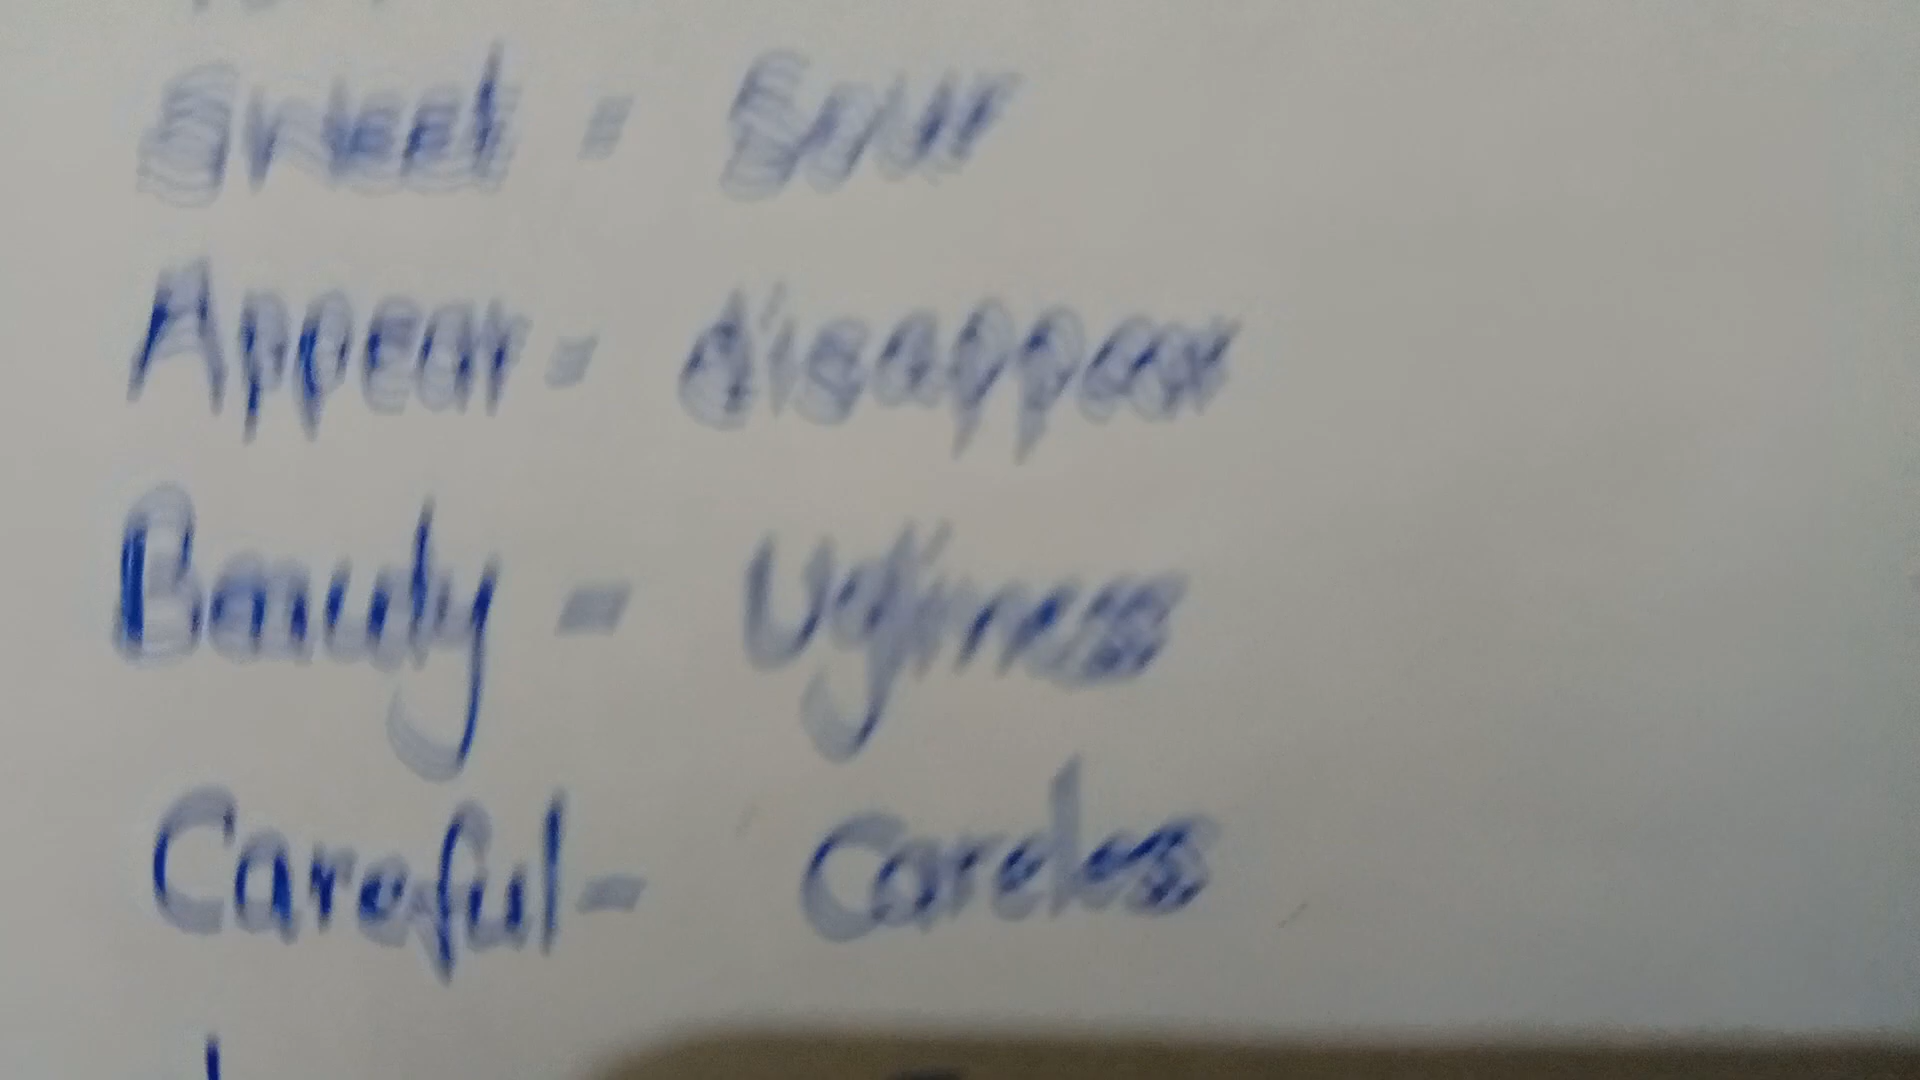 Sweet = Sour
Appear = disappear
Beauty = Ugliness
Careful = Careless